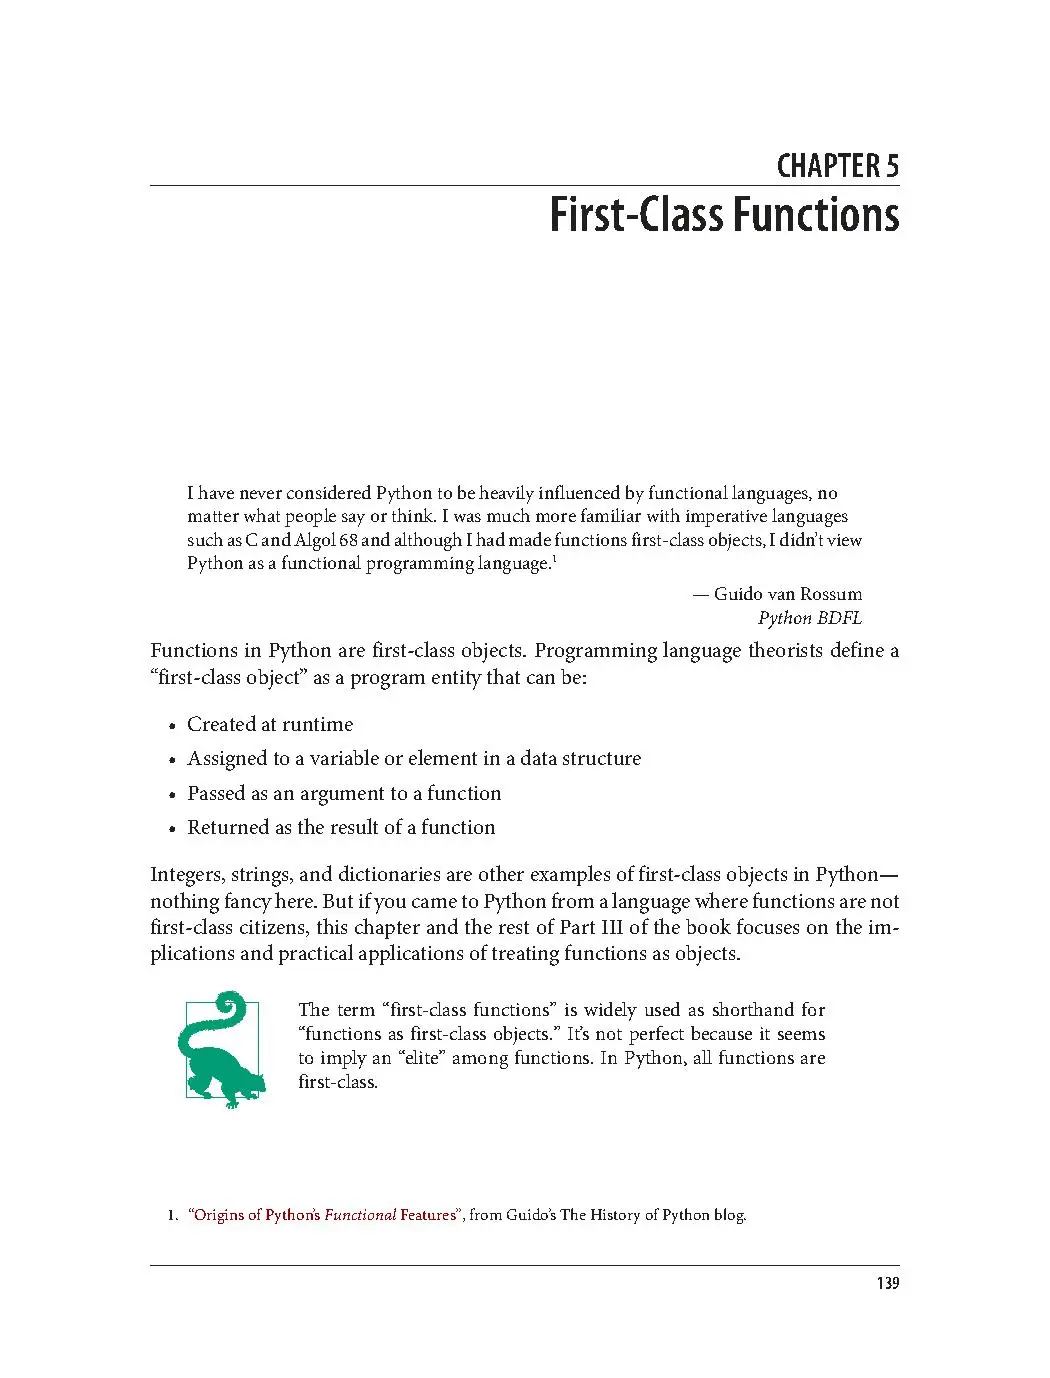 CHAPTER 5
First-Class Functions
I have never considered Python to be heavily influenced by functional languages, no
matter what people say or think. I was much more familiar with imperative languages
such as C and Algol 68 and although I had made functions first-class objects, I didn’t view
Python as a functional programming language.¹
— Guido van Rossum
Python BDFL
Functions in Python are first-class objects. Programming language theorists define a
“first-class object” as a program entity that can be:
• Created at runtime
• Assigned to a variable or element in a data structure
• Passed as an argument to a function
• Returned as the result of a function
Integers, strings, and dictionaries are other examples of first-class objects in Python—
nothing fancy here. But if you came to Python from a language where functions are not
first-class citizens, this chapter and the rest of Part III of the book focuses on the im-
plications and practical applications of treating functions as objects.
The term “first-class functions” is widely used as shorthand for
“functions as first-class objects.” It’s not perfect because it seems
to imply an “elite” among functions. In Python, all functions are
first-class.
1. “Origins of Python’s Functional Features”, from Guido’s The History of Python blog.
139